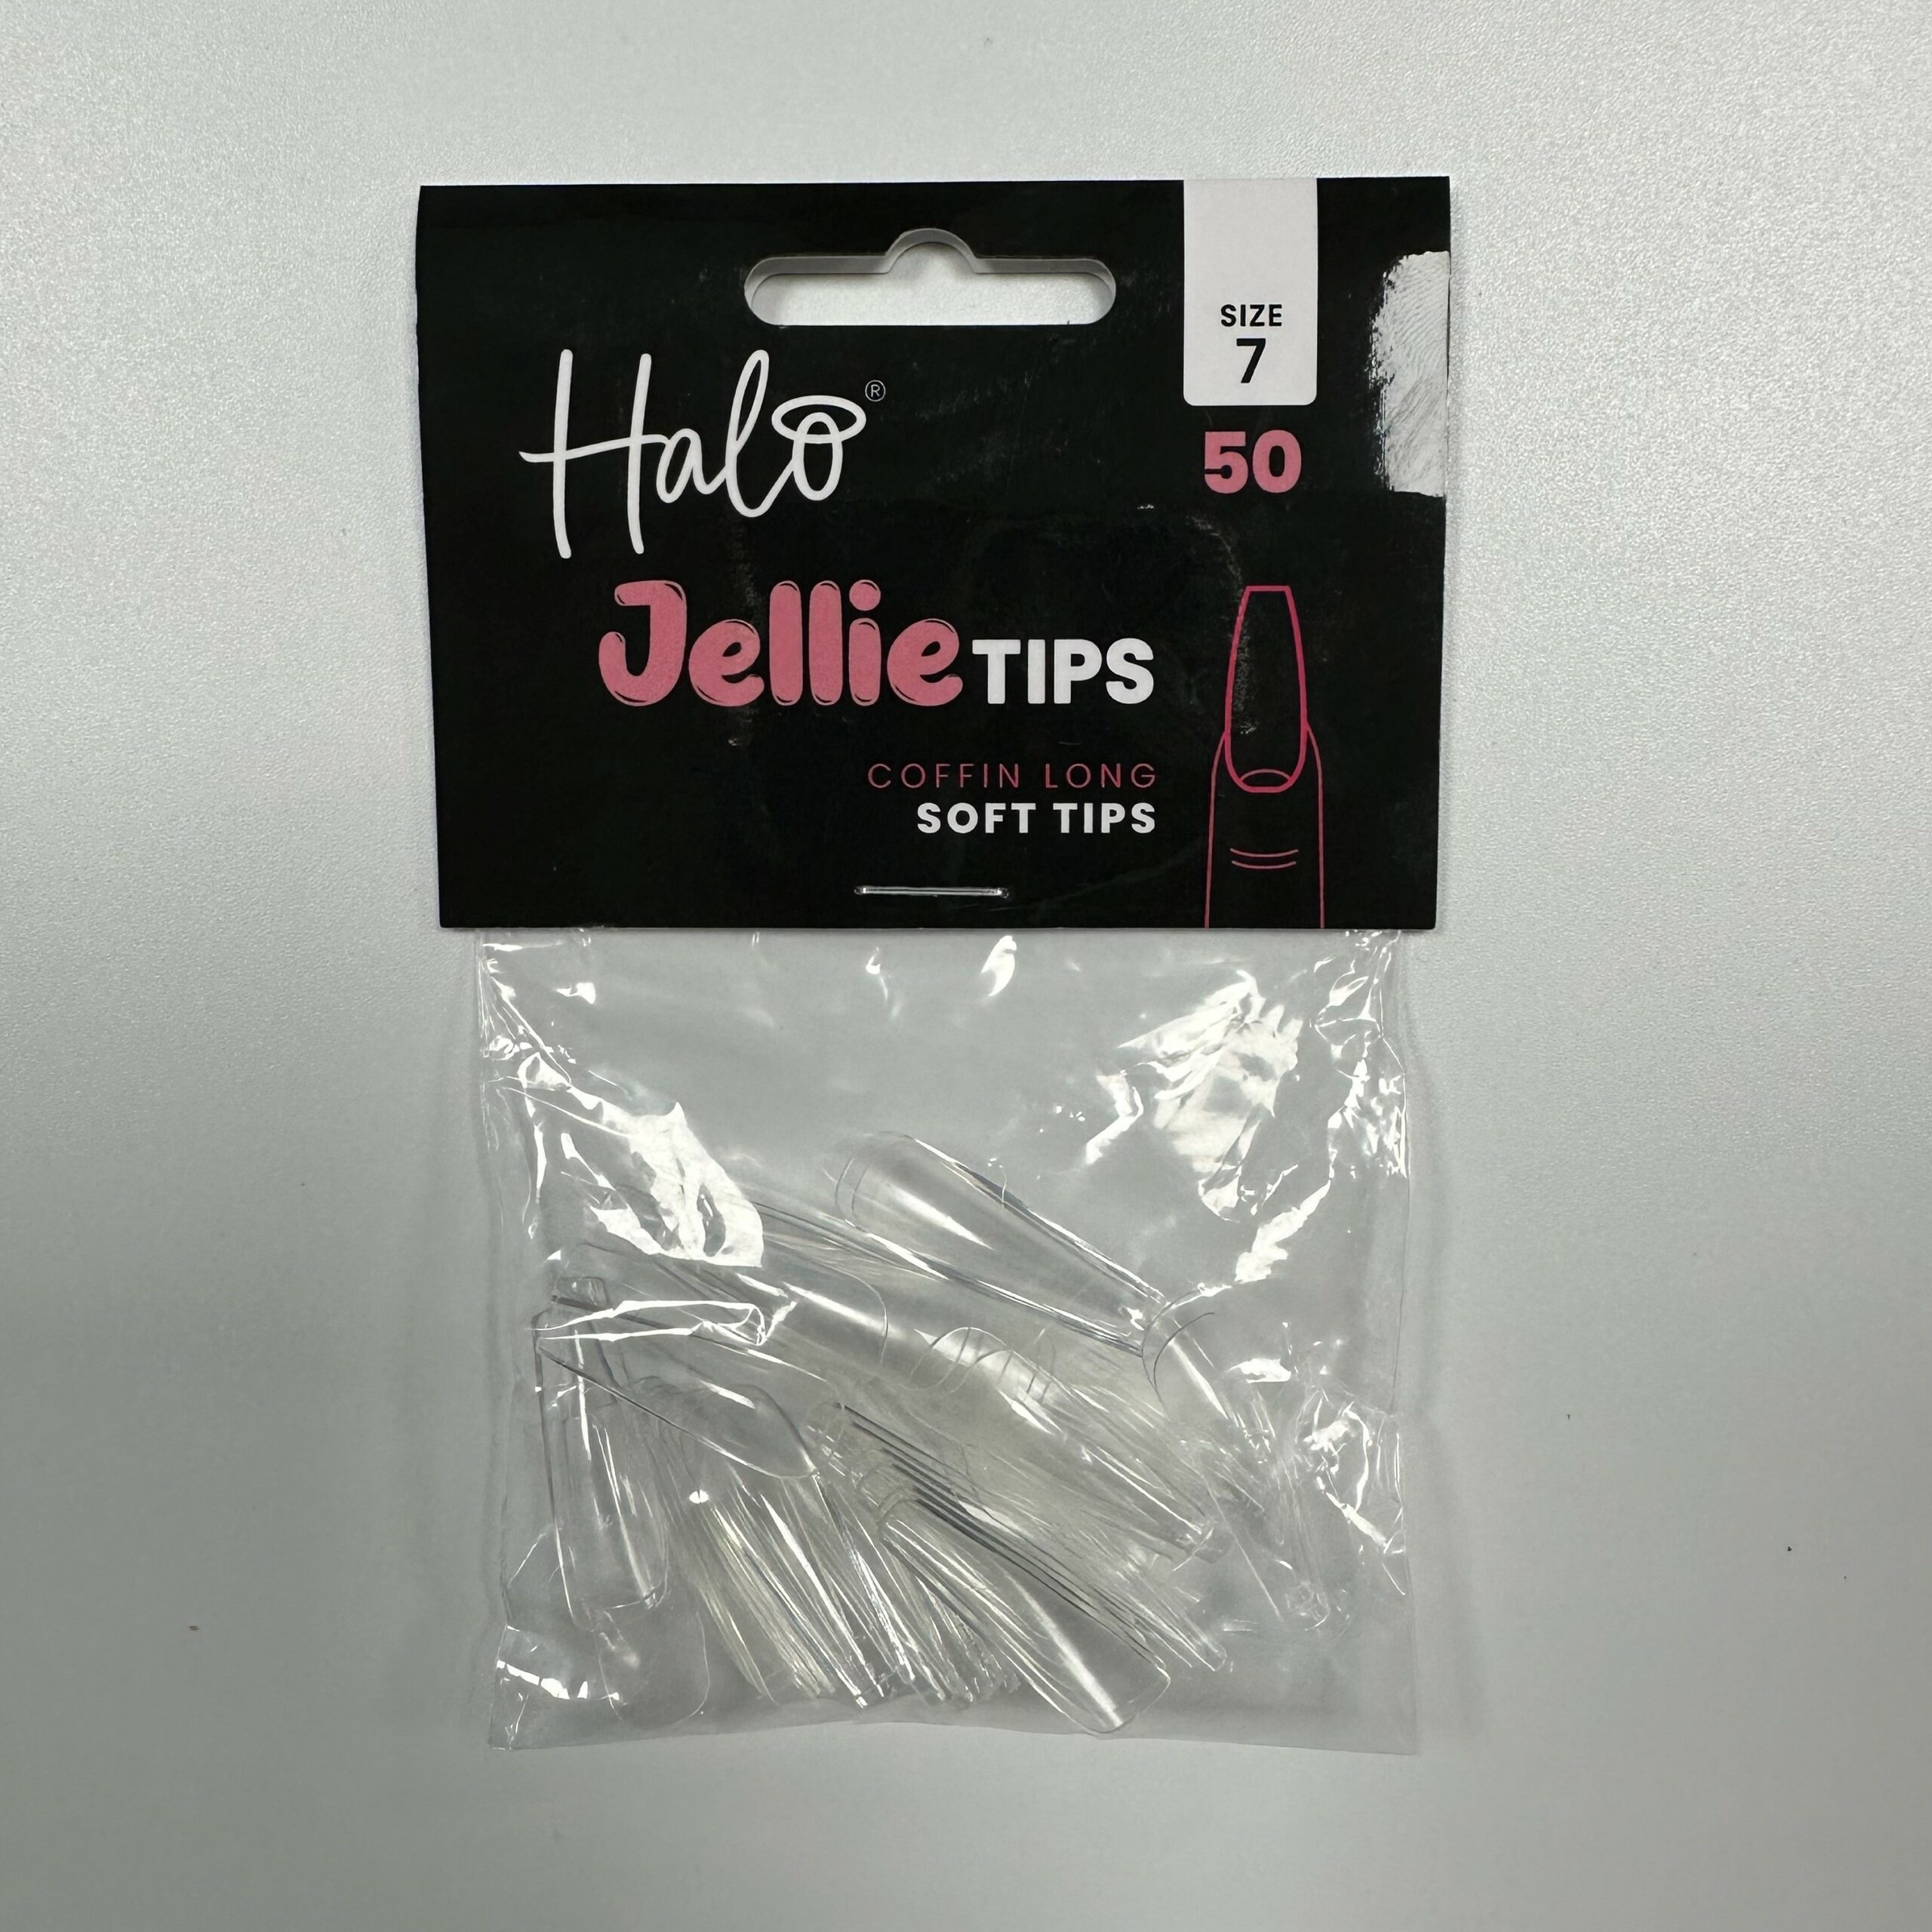 SIZE
7
50
Halo®
Jellie TIPS
COFFIN LONG
SOFT TIPS